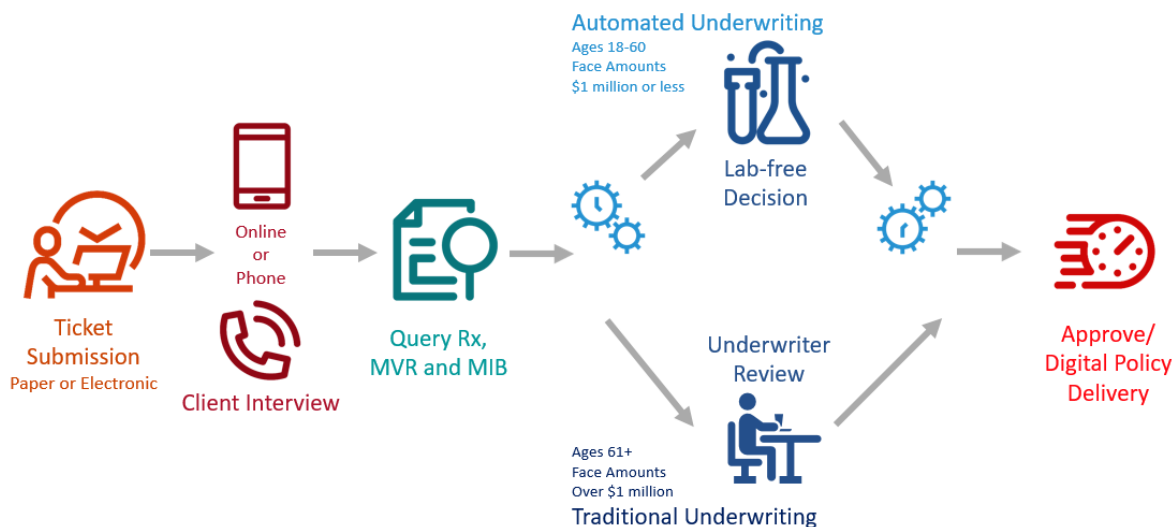 Automated Underwriting
Ages 18-60
Face Amounts
$1 million or less
Lab-free
Decision
Online
or
Phone
Client Interview
Ticket
Submission
Paper or Electronic
Query Rx,
MVR and MIB
Underwriter
Review
Ages 61+
Face Amounts
Over $1 million
Traditional Underwriting
Approve/
Digital Policy
Delivery